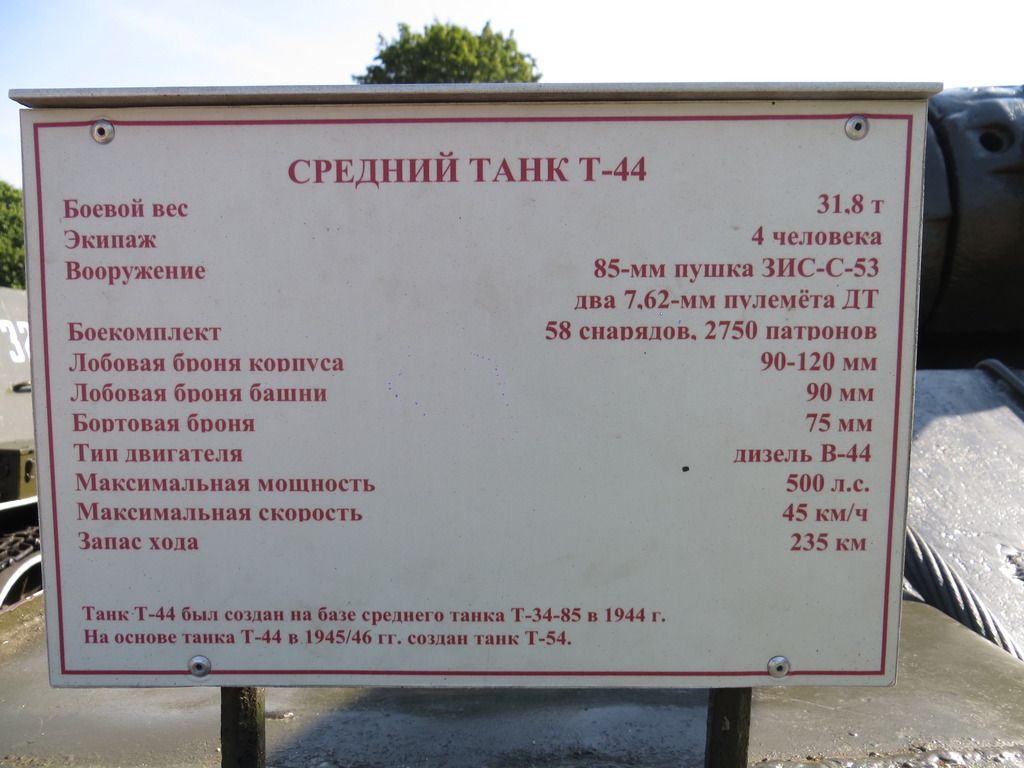 СРЕДНИЙ ТАНК Т-44
Боевой вес 31,8 т
Экипаж 4 человека
Вооружение 85-мм пушка ЗИС-С-53
два 7,62-мм пулемёта ДТ
Боекомплект 58 снарядов, 2750 патронов
Лобовая броня корпуса 90-120 мм
Лобовая броня башни 90 мм
Бортовая броня 75 мм
Тип двигателя дизель В-44
Максимальная мощность 500 л.с.
Максимальная скорость 45 км/ч
Запас хода 235 км
Танк Т-44 был создан на базе среднего танка Т-34-85 в 1944 г.
На основе танка Т-44 в 1945/46 гг. создан танк Т-54.